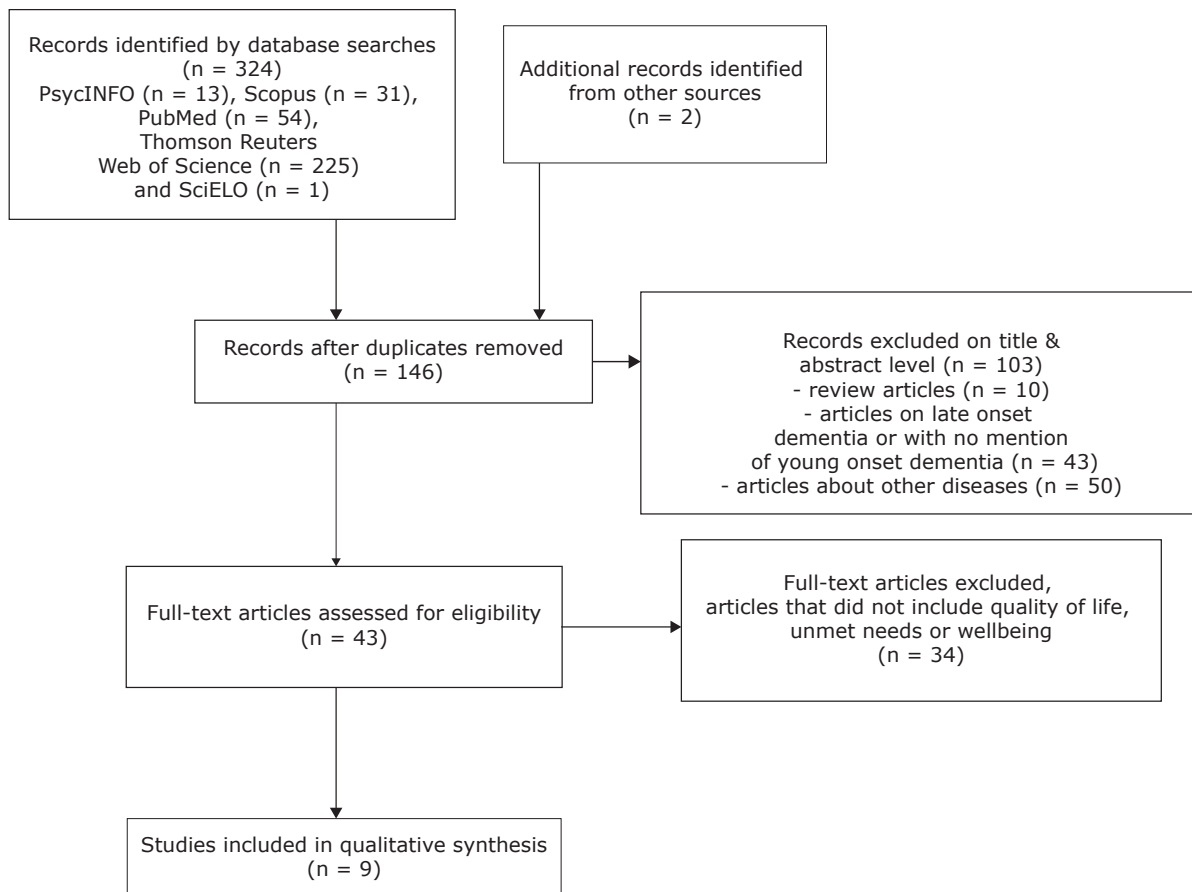 Records identified by database searches
(n = 324)
PsycINFO (n = 13), Scopus (n = 31),
PubMed (n = 54),
Thomson Reuters
Web of Science (n = 225)
and SciELO (n = 1)
Additional records identified
from other sources
(n = 2)
Records after duplicates removed
(n = 146)
Records excluded on title &
abstract level (n = 103)
- review articles (n = 10)
- articles on late onset
dementia or with no mention
of young onset dementia (n = 43)
- articles about other diseases (n = 50)
Full-text articles assessed for eligibility
(n = 43)
Full-text articles excluded,
articles that did not include quality of life,
unmet needs or wellbeing
(n = 34)
Studies included in qualitative synthesis
(n = 9)